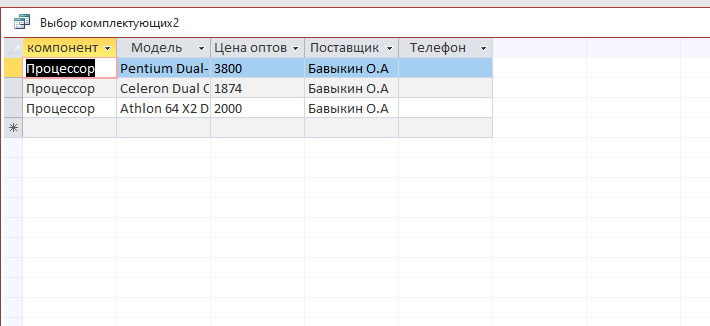 Выбор комплектующих2
компонент Модель Цена оптов Поставщик Телефон
Процессор Pentium Dual- 3800 Бавыкин О.А
Процессор Celeron Dual C 1874 Бавыкин О.А
Процессор Athlon 64 X2 D 2000 Бавыкин О.А